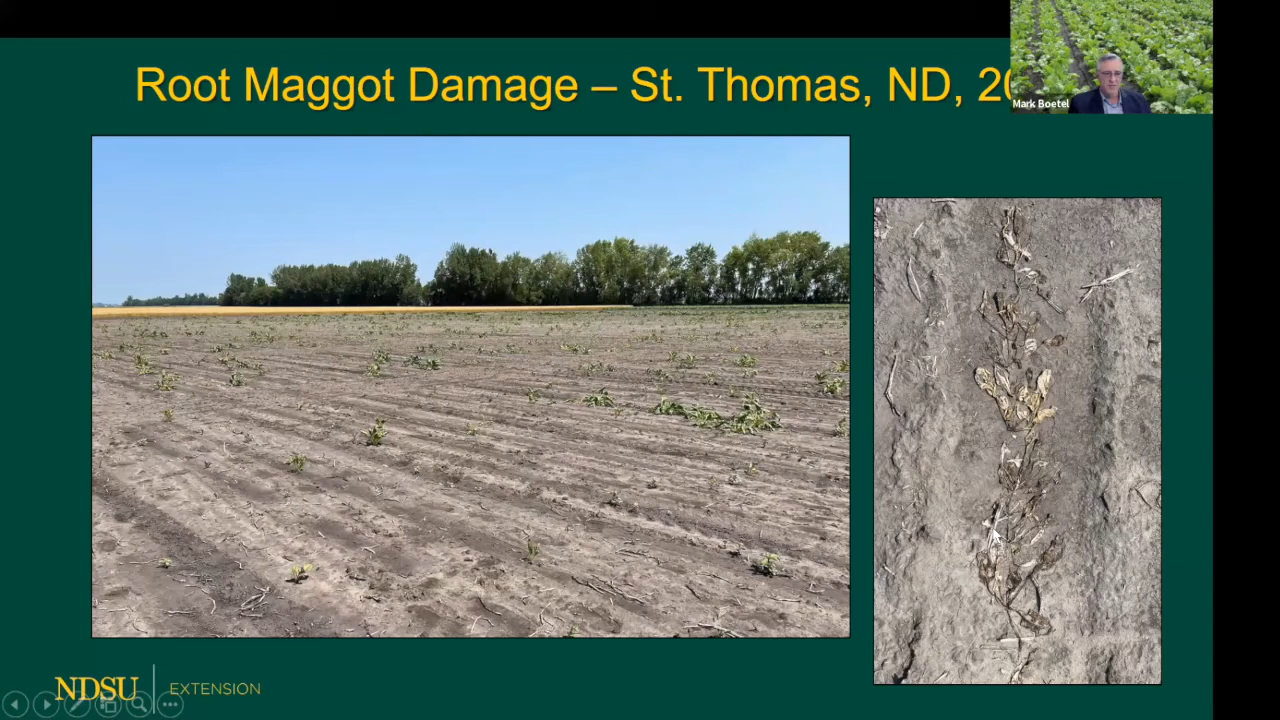 Root Maggot Damage – St. Thomas, ND, 20
Mark Boetel
NDSU EXTENSION